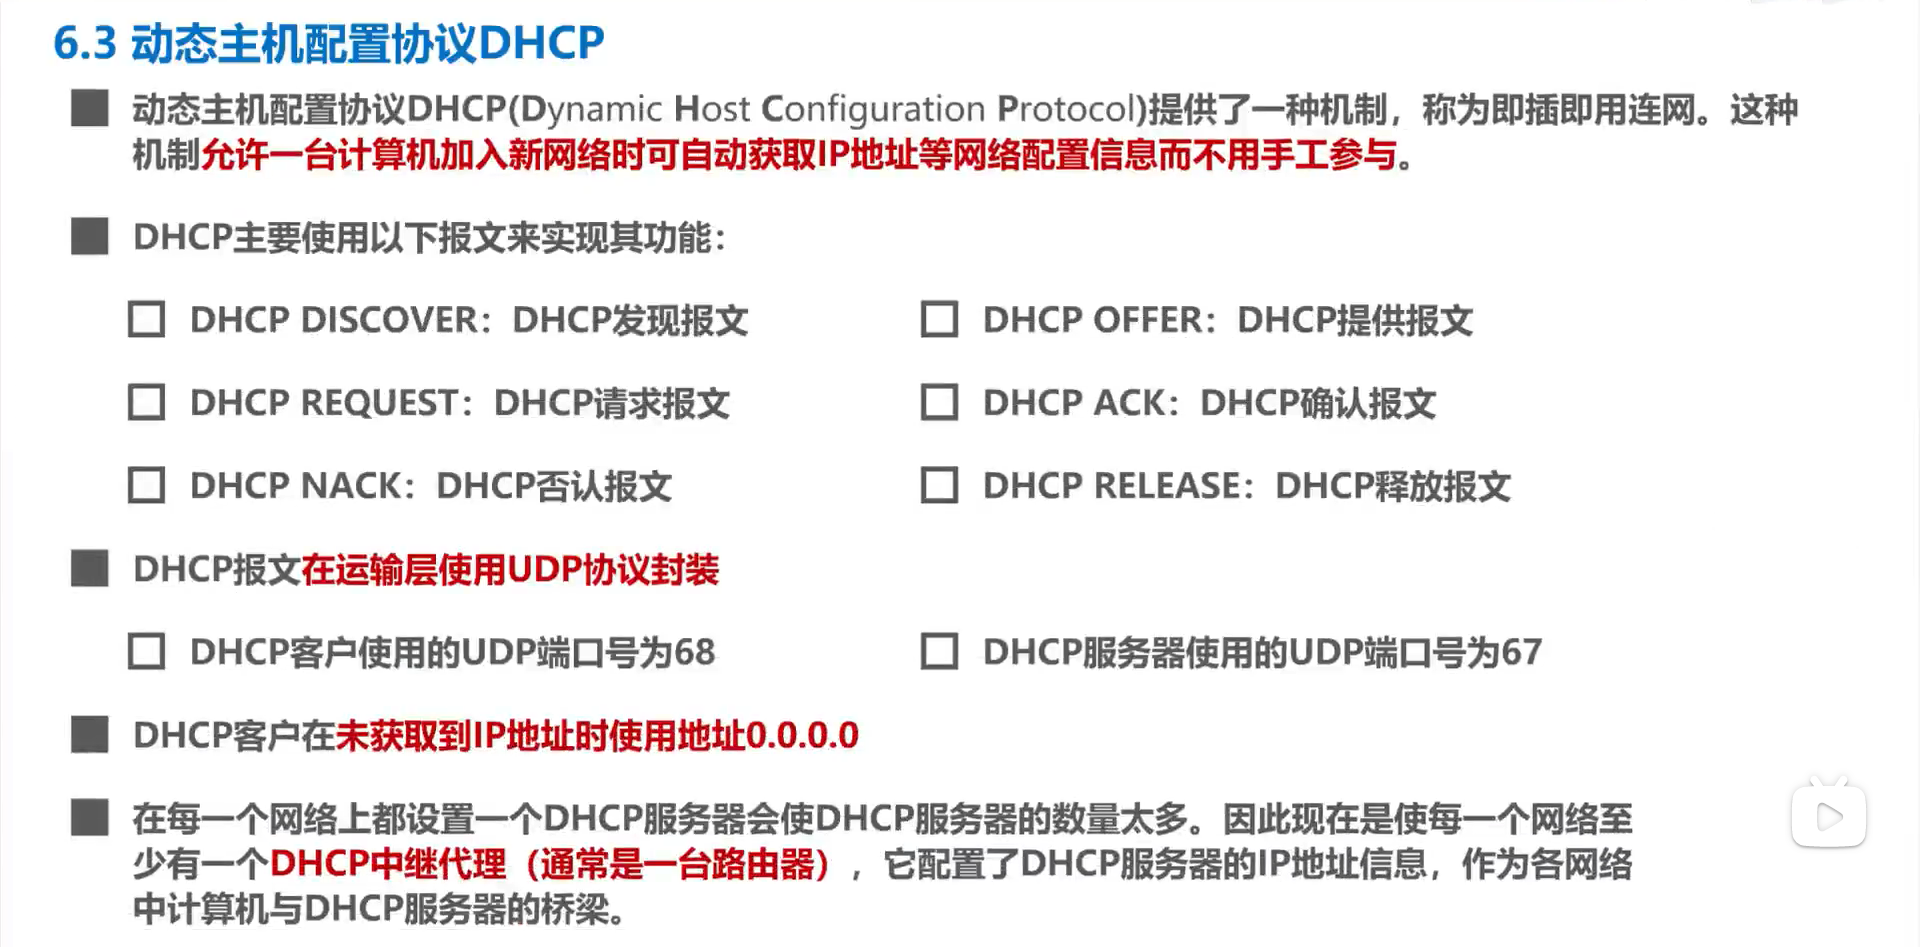 6.3 动态主机配置协议DHCP
动态主机配置协议DHCP(Dynamic Host Configuration Protocol)提供了一种机制，称为即插即用连网。这种
机制允许一台计算机加入新网络时可自动获取IP地址等网络配置信息而不用手工参与。
DHCP主要使用以下报文来实现其功能：
DHCP DISCOVER：DHCP发现报文
DHCP OFFER：DHCP提供报文
DHCP REQUEST：DHCP请求报文
DHCP ACK：DHCP确认报文
DHCP NACK：DHCP否认报文
DHCP RELEASE：DHCP释放报文
DHCP报文在运输层使用UDP协议封装
DHCP客户使用的UDP端口号为68
DHCP服务器使用的UDP端口号为67
DHCP客户在未获取到IP地址时使用地址0.0.0.0
在每一个网络上都设置一个DHCP服务器会使DHCP服务器的数量太多。因此现在是使每一个网络至
少有一个DHCP中继代理（通常是一台路由器），它配置了DHCP服务器的IP地址信息，作为各网络
中计算机与DHCP服务器的桥梁。